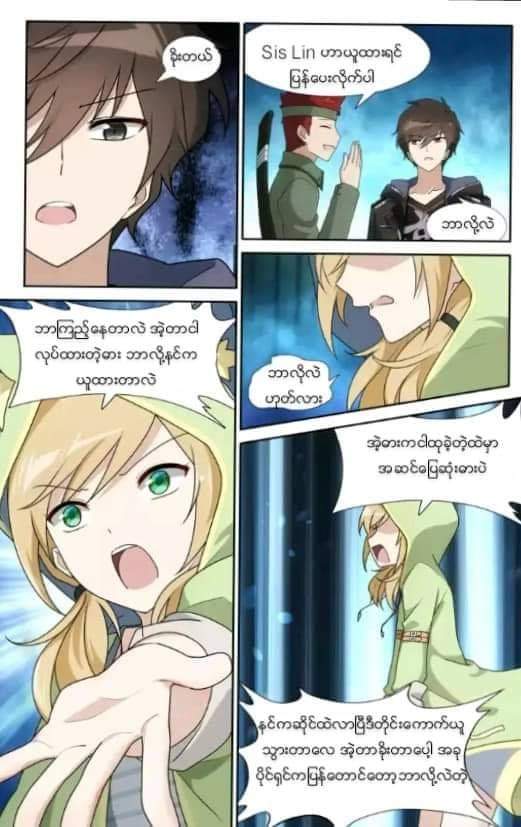 ခိုးတယ်
Sis Lin ဟာယူထားရင်
ပြန်ပေးလိုက်ပါ
ဘာလို့လဲ
ဘာလိုလဲ
ဟုတ်လား
ဘာကြည့်နေတာလဲ အဲ့တာငါ
လုပ်ထားတဲ့ဓား ဘာလို့နင်က
ယူထားတာလဲ
အဲ့ဓားကငါထုခဲ့တဲ့ထဲမှာ
အဆင်ပြေဆုံးဓားပဲ
နင်ကဆိုင်ထဲလာပြီဒီတိုင်းကောက်ယူ
သွားတာလေ အဲ့တာခိုးတာပေါ့ အခု
ပိုင်ရှင်ကပြန်တောင်တော့ဘာလို့လဲတဲ့